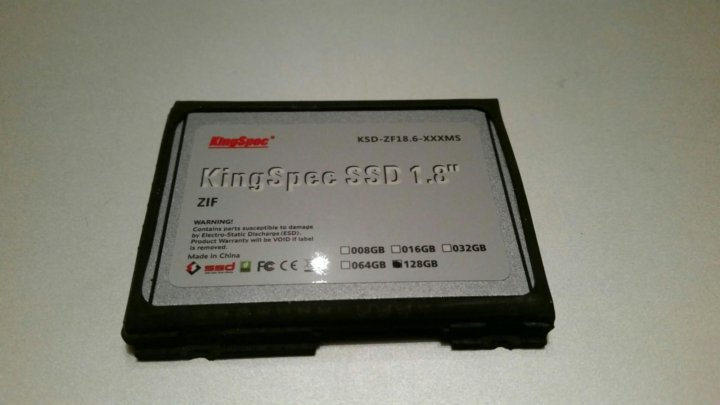 KingSpec
KSD-ZF18.6-XXXMS
KingSpec SSD 1.8"
ZIF
WARNING!
Contains parts susceptible to damage
by Electro-Static Discharge (ESD).
Product Warranty will be VOID if label
is removed.
Made in China
008GB 016GB 032GB
064GB 128GB
ssd FC CE